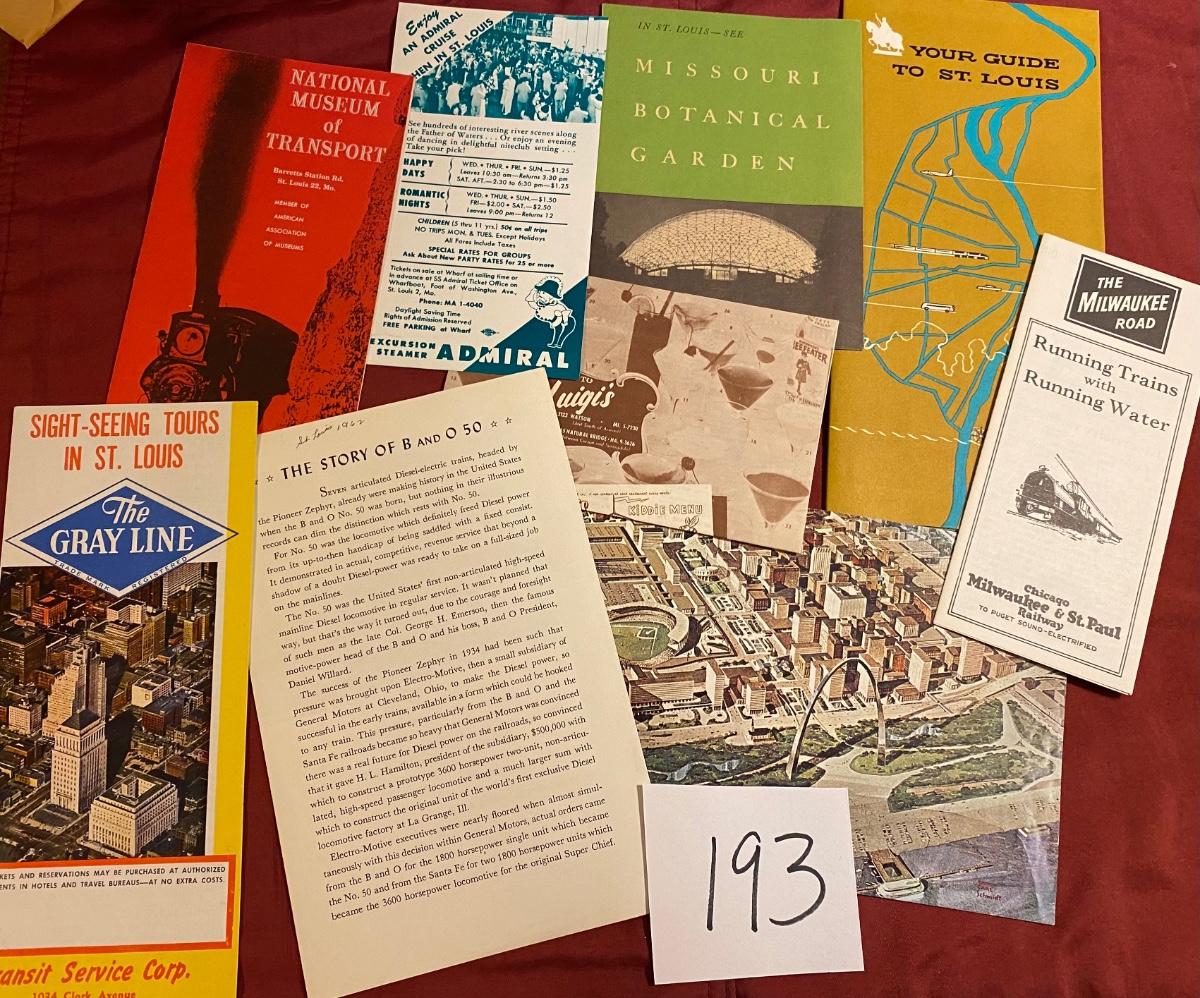 NATIONAL
MUSEUM
of
TRANSPORT
Barretts Station Rd.
St. Louis 22, Mo.
MEMBER OF
AMERICAN
ASSOCIATION
OF MUSEUMS
Enjoy
AN ADMIRAL
CRUISE
HEN IN ST. LOUIS
See hundreds of interesting river scenes along
the Father of Waters . . . Or enjoy an evening
of dancing in delightful niteclub setting . . .
Take your pick!
HAPPY
DAYS
WED. • THUR. • FRI. • SUN.—$1.25
Leaves 10:30 am—Returns 3:30 pm
SAT. AFT.—2:30 to 6:30 pm—$1.25
ROMANTIC
NIGHTS
WED. • THUR. • SUN.—$1.50
FRI—$2.00 • SAT.—$2.50
Leaves 9:00 pm—Returns 12
CHILDREN (5 thru 11 yrs.) 50¢ on all trips
NO TRIPS MON. & TUES. Except Holidays
All Fares Include Taxes
SPECIAL RATES FOR GROUPS
Ask About New PARTY RATES for 25 or more
Tickets on sale at Wharf at sailing time or
in advance at SS Admiral Ticket Office on
Wharfboat, Foot of Washington Ave.,
St. Louis 2, Mo.
Phone: MA 1-4040
Daylight Saving Time
Rights of Admission Reserved
FREE PARKING at Wharf
EXCURSION
STEAMER ADMIRAL
IN ST. LOUIS—SEE
MISSOURI
BOTANICAL
GARDEN
YOUR GUIDE
TO ST. LOUIS
THE
MILWAUKEE
ROAD
Running Trains
with
Running Water
Chicago
Milwaukee & St. Paul
Railway
TO PUGET SOUND-ELECTRIFIED
BEEFEATER
TO
uigi's
3122 WATSON
KIDDIE MENU
SIGHT-SEEING TOURS
IN ST. LOUIS
The
GRAY LINE
TRADE MARK REGISTERED
KETS AND RESERVATIONS MAY BE PURCHASED AT AUTHORIZED
ENTS IN HOTELS AND TRAVEL BUREAUS—AT NO EXTRA COSTS.
ansit Service Corp.
1034 Clark Avenue
St Louis 1962
☆ THE STORY OF B AND O 50 ☆ ☆
SEVEN articulated Diesel-electric trains, headed by
the Pioneer Zephyr, already were making history in the United States
when the B and O No. 50 was born, but nothing in their illustrious
records can dim the distinction which rests with No. 50.
For No. 50 was the locomotive which definitely freed Diesel power
from its up-to-then handicap of being saddled with a fixed consist.
It demonstrated in actual, competitive, revenue service that beyond a
shadow of a doubt Diesel-power was ready to take on a full-sized job
on the mainlines.
The No. 50 was the United States' first non-articulated high-speed
mainline Diesel locomotive in regular service. It wasn't planned that
way, but that's the way it turned out, due to the courage and foresight
of such men as the late Col. George H. Emerson, then the famous
motive-power head of the B and O and his boss, B and O President,
Daniel Willard.
The success of the Pioneer Zephyr in 1934 had been such that
pressure was brought upon Electro-Motive, then a small subsidiary of
General Motors at Cleveland, Ohio, to make the Diesel power, so
successful in the early trains, available in a form which could be hooked
to any train. This pressure, particularly from the B and O and the
Santa Fe railroads became so heavy that General Motors was convinced
there was a real future for Diesel power on the railroads, so convinced
that it gave H. L. Hamilton, president of the subsidiary, $500,000 with
which to construct a prototype 3600 horsepower two-unit, non-articu-
lated, high-speed passenger locomotive and a much larger sum with
which to construct the original unit of the world's first exclusive Diesel
locomotive factory at La Grange, Ill.
Electro-Motive executives were nearly floored when almost simul-
taneously with this decision within General Motors, actual orders came
from the B and O for the 1800 horsepower single unit which became
the No. 50 and from the Santa Fe for two 1800 horsepower units which
became the 3600 horsepower locomotive for the original Super Chief.
193